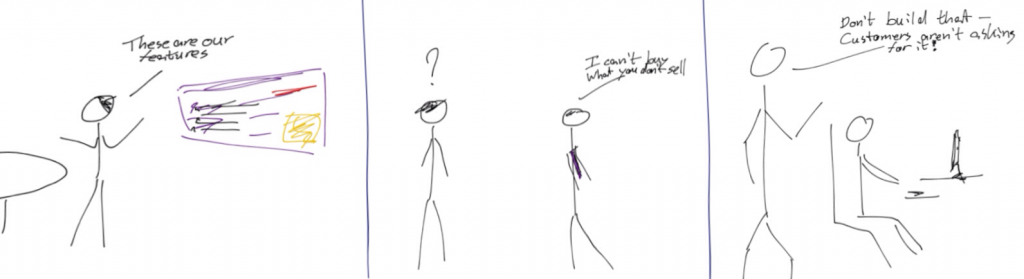 These are our
features
?
I can't buy
what you don't sell
Don't build that –
Customers aren't asking
for it!